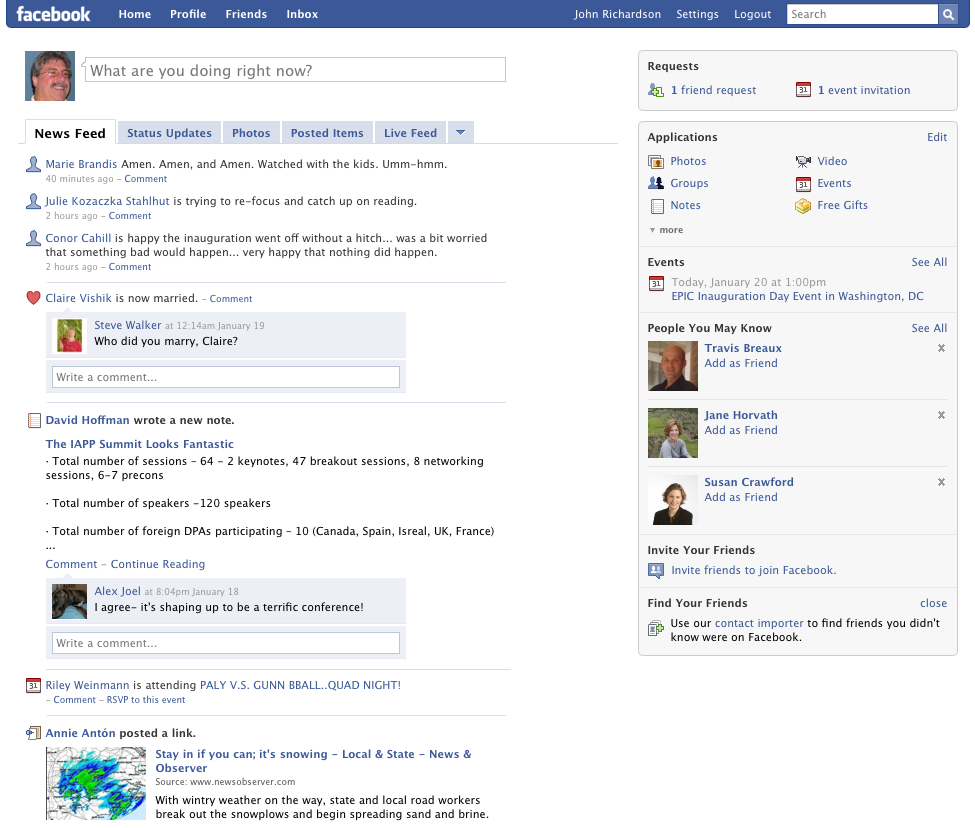 facebook Home Profile Friends Inbox John Richardson Settings Logout Search
What are you doing right now?
News Feed Status Updates Photos Posted Items Live Feed
Marie Brandis Amen. Amen, and Amen. Watched with the kids. Umm-hmm.
40 minutes ago – Comment
Julie Kozaczka Stahlhut is trying to re-focus and catch up on reading.
2 hours ago – Comment
Conor Cahill is happy the inauguration went off without a hitch... was a bit worried
that something bad would happen... very happy that nothing did happen.
2 hours ago – Comment
Claire Vishik is now married. – Comment
Steve Walker at 12:14am January 19
Who did you marry, Claire?
Write a comment...
David Hoffman wrote a new note.
The IAPP Summit Looks Fantastic
· Total number of sessions – 64 – 2 keynotes, 47 breakout sessions, 8 networking
sessions, 6-7 precons
· Total number of speakers –120 speakers
· Total number of foreign DPAs participating – 10 (Canada, Spain, Isreal, UK, France)
...
Comment – Continue Reading
Alex Joel at 8:04pm January 18
I agree– it's shaping up to be a terrific conference!
Write a comment...
31 Riley Weinmann is attending PALY V.S. GUNN BBALL..QUAD NIGHT!
– Comment – RSVP to this event
Annie Antón posted a link.
Stay in if you can; it's snowing – Local & State – News &
Observer
Source: www.newsobserver.com
With wintry weather on the way, state and local road workers
break out the snowplows and begin spreading sand and brine.
Requests
1 friend request 31 1 event invitation
Applications Edit
Photos Video
Groups 31 Events
Notes Free Gifts
more
Events See All
31 Today, January 20 at 1:00pm
EPIC Inauguration Day Event in Washington, DC
People You May Know See All
Travis Breaux x
Add as Friend
Jane Horvath x
Add as Friend
Susan Crawford x
Add as Friend
Invite Your Friends
Invite friends to join Facebook.
Find Your Friends close
Use our contact importer to find friends you didn't
know were on Facebook.